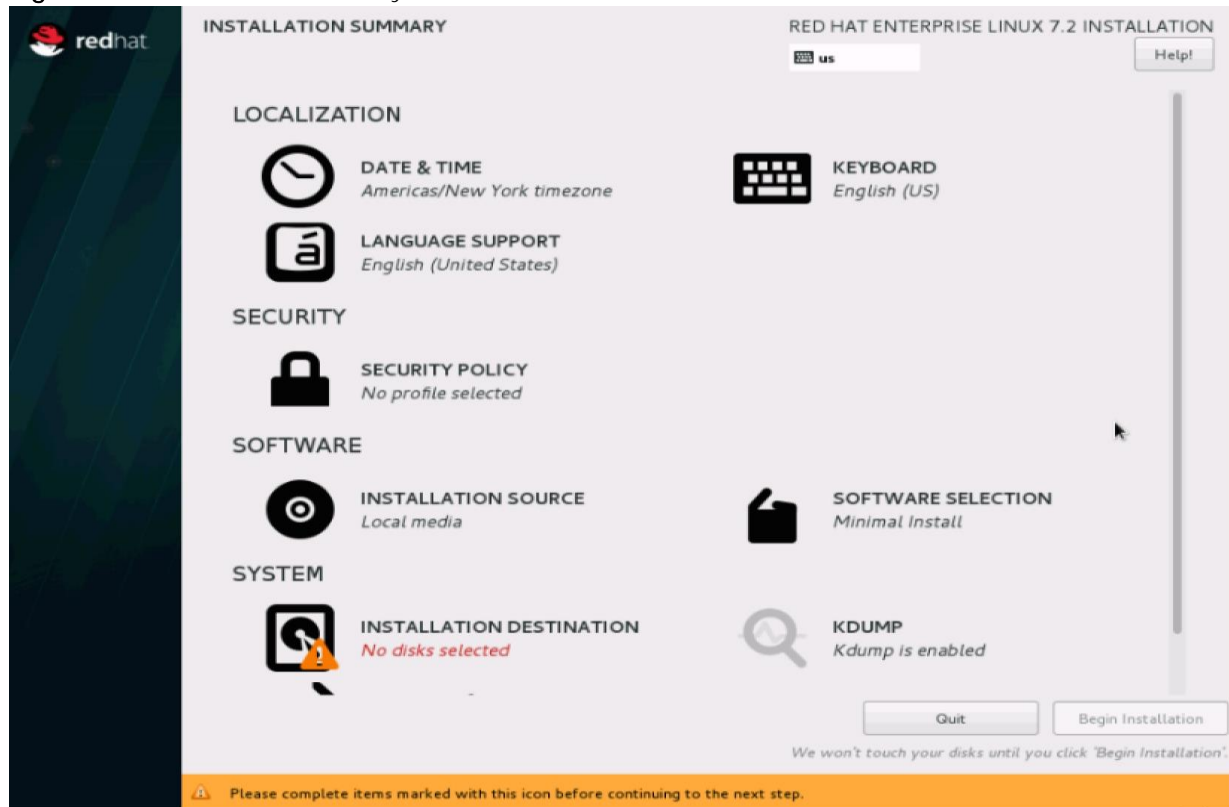 redhat
INSTALLATION SUMMARY
RED HAT ENTERPRISE LINUX 7.2 INSTALLATION
us
Help!
LOCALIZATION
DATE & TIME
Americas/New York timezone
KEYBOARD
English (US)
á
LANGUAGE SUPPORT
English (United States)
SECURITY
SECURITY POLICY
No profile selected
SOFTWARE
INSTALLATION SOURCE
Local media
SOFTWARE SELECTION
Minimal Install
SYSTEM
INSTALLATION DESTINATION
No disks selected
KDUMP
Kdump is enabled
Quit
Begin Installation
We won't touch your disks until you click 'Begin Installation'.
Please complete items marked with this icon before continuing to the next step.